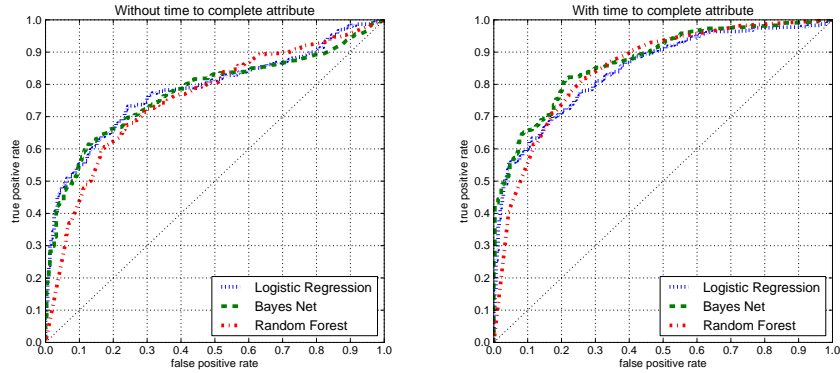 Without time to complete attribute
1.0
0.9
0.8
0.7
0.6
0.5
0.4
0.3
0.2
0.1
0.0
true positive rate
Logistic Regression
Bayes Net
Random Forest
0.0 0.1 0.2 0.3 0.4 0.5 0.6 0.7 0.8 0.9 1.0
false positive rate
With time to complete attribute
1.0
0.9
0.8
0.7
0.6
0.5
0.4
0.3
0.2
0.1
0.0
true positive rate
Logistic Regression
Bayes Net
Random Forest
0.0 0.1 0.2 0.3 0.4 0.5 0.6 0.7 0.8 0.9 1.0
false positive rate